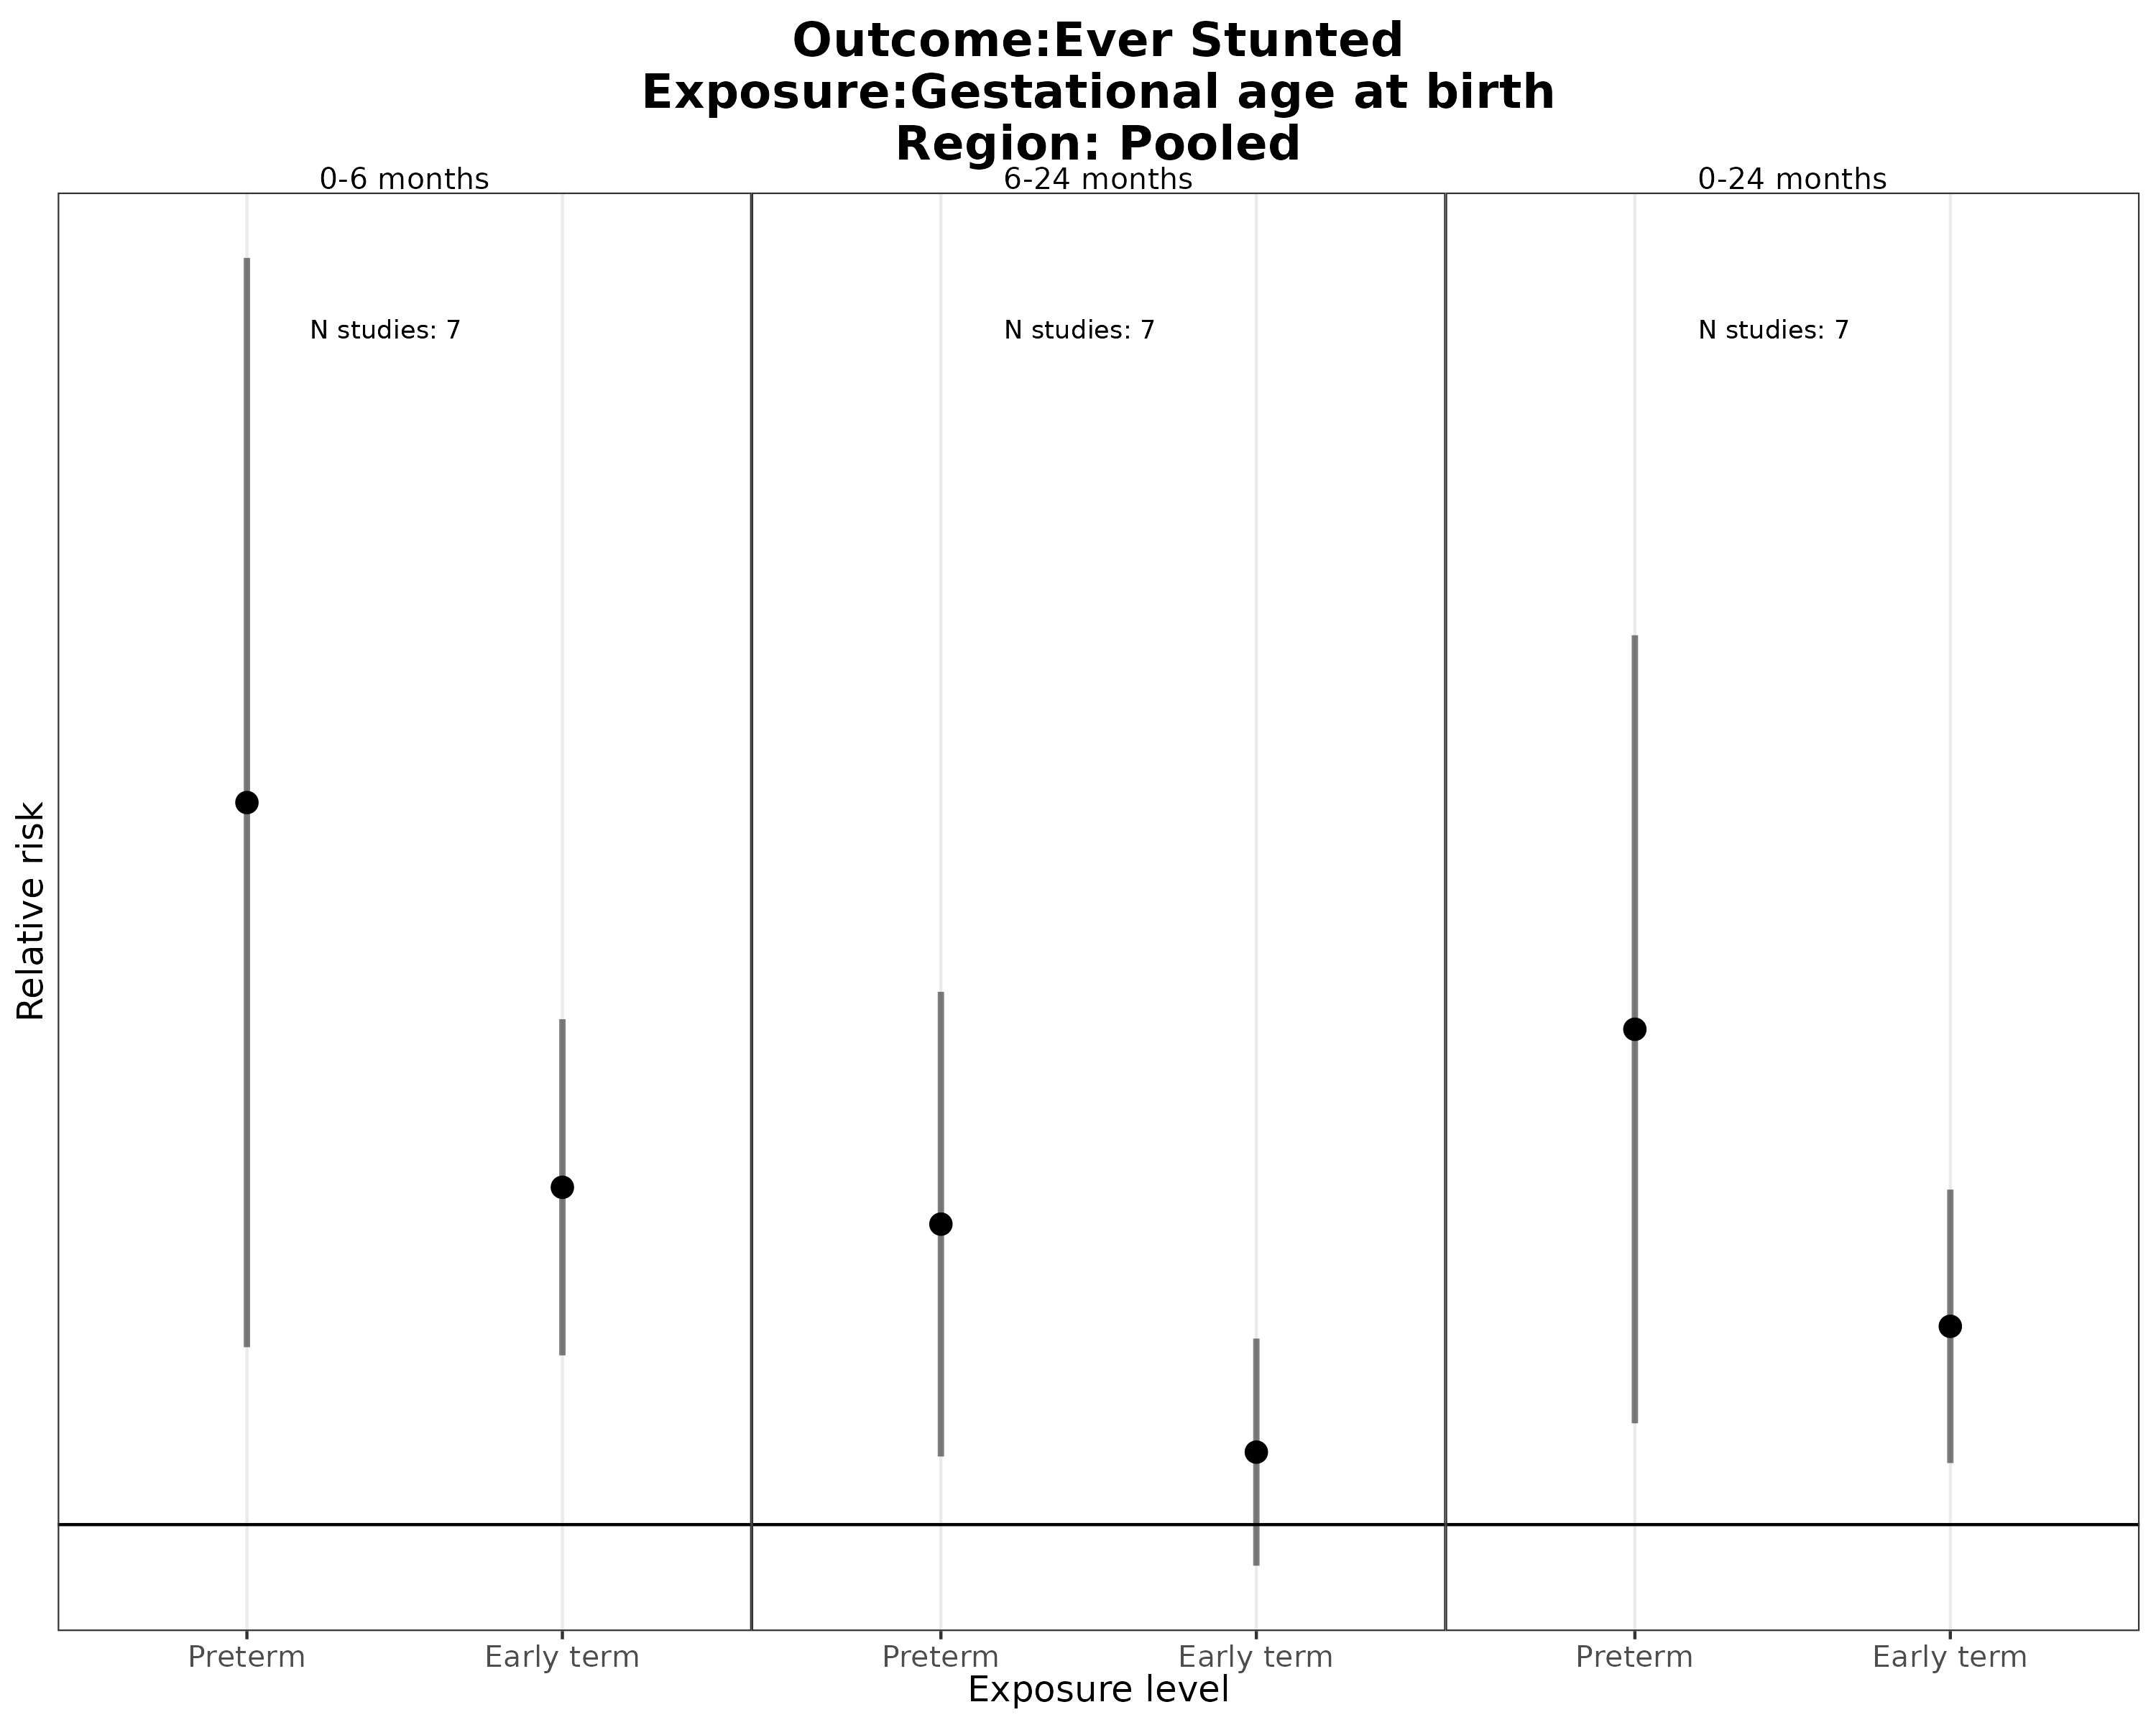 Outcome:Ever Stunted
Exposure:Gestational age at birth
Region: Pooled
0-6 months
6-24 months
0-24 months
N studies: 7
N studies: 7
N studies: 7
Relative risk
Preterm
Early term
Preterm
Early term
Preterm
Early term
Exposure level